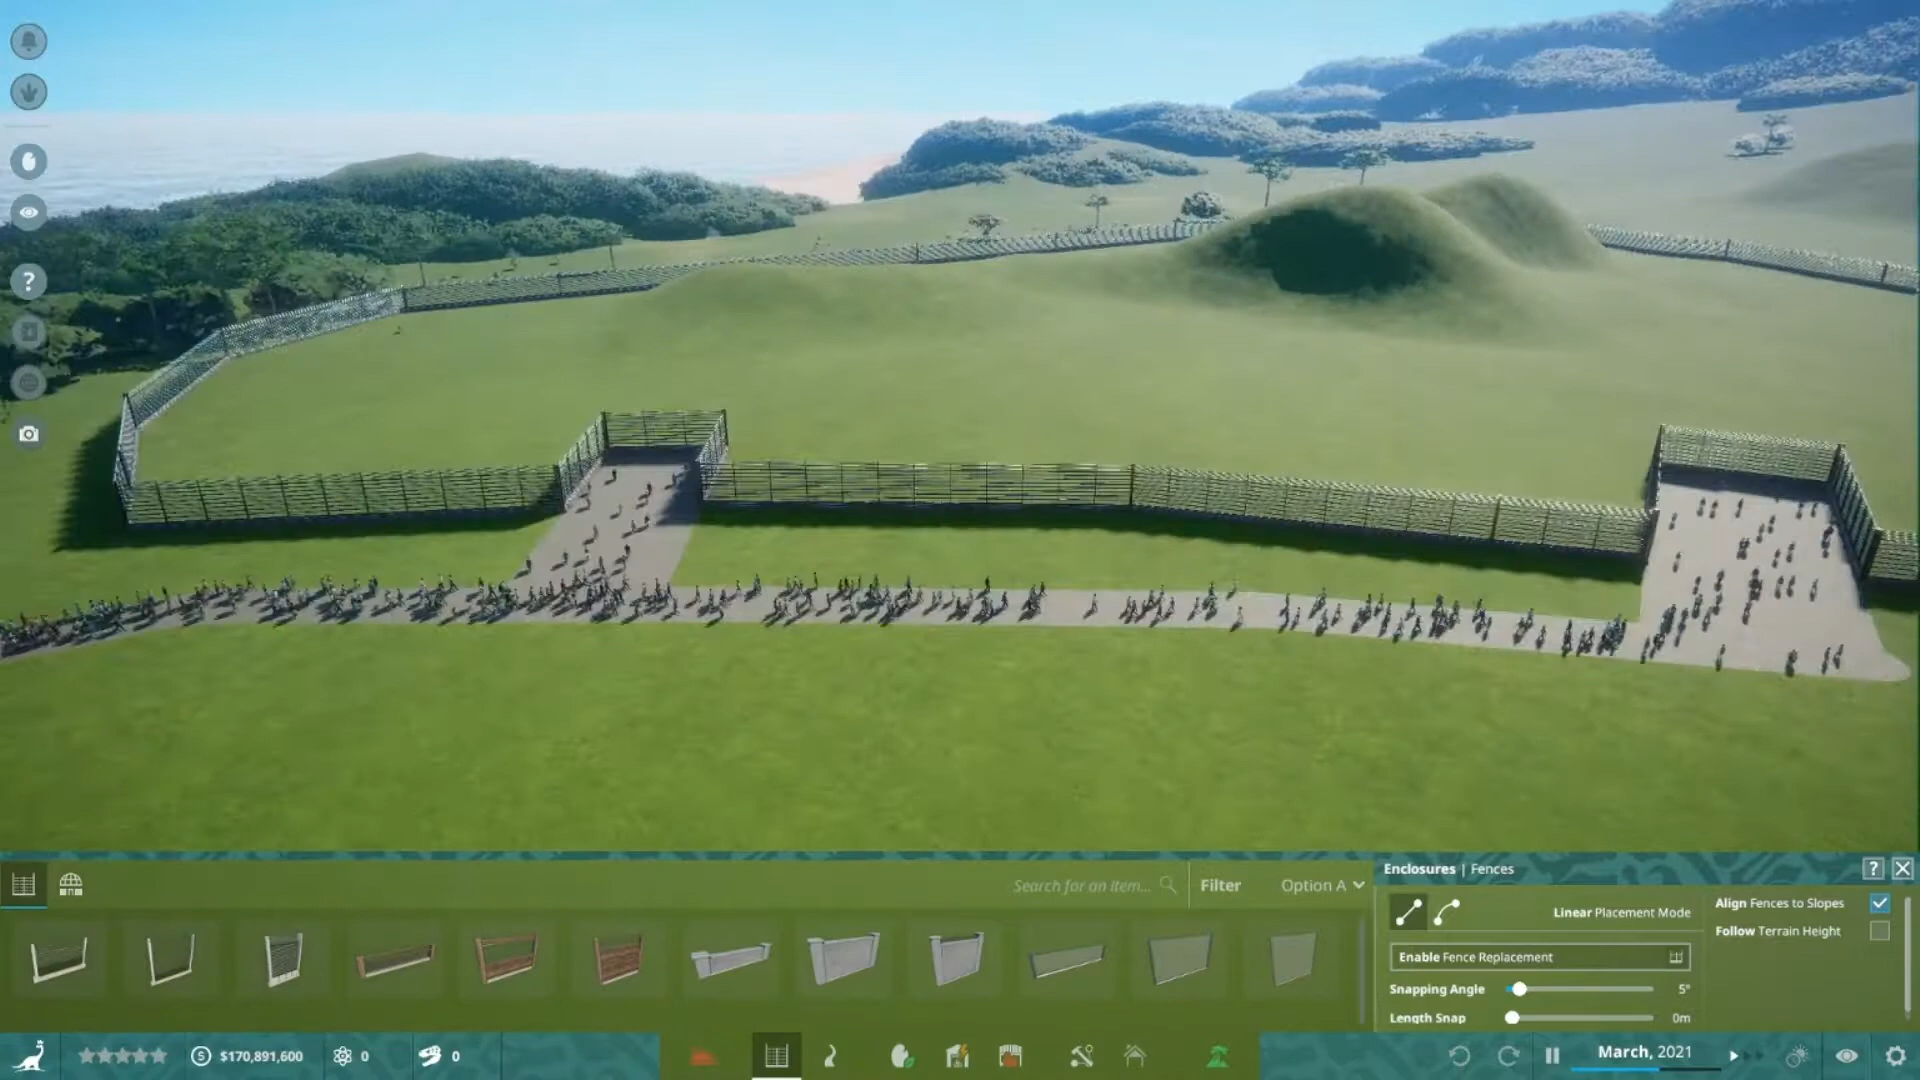 ?
Search for an item...
Filter
Option A
Enclosures | Fences
?
Linear Placement Mode
Align Fences to Slopes
Follow Terrain Height
Enable Fence Replacement
Snapping Angle 5°
Length Snap 0m
$170,891,600
0
0
March, 2021